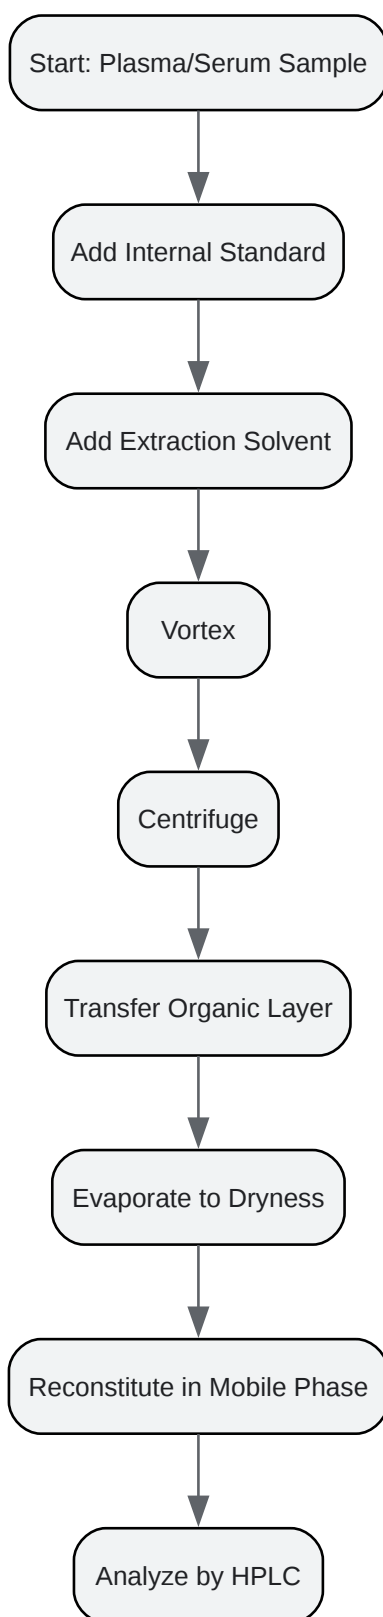 Start: Plasma/Serum Sample
Add Internal Standard
Add Extraction Solvent
Vortex
Centrifuge
Transfer Organic Layer
Evaporate to Dryness
Reconstitute in Mobile Phase
Analyze by HPLC